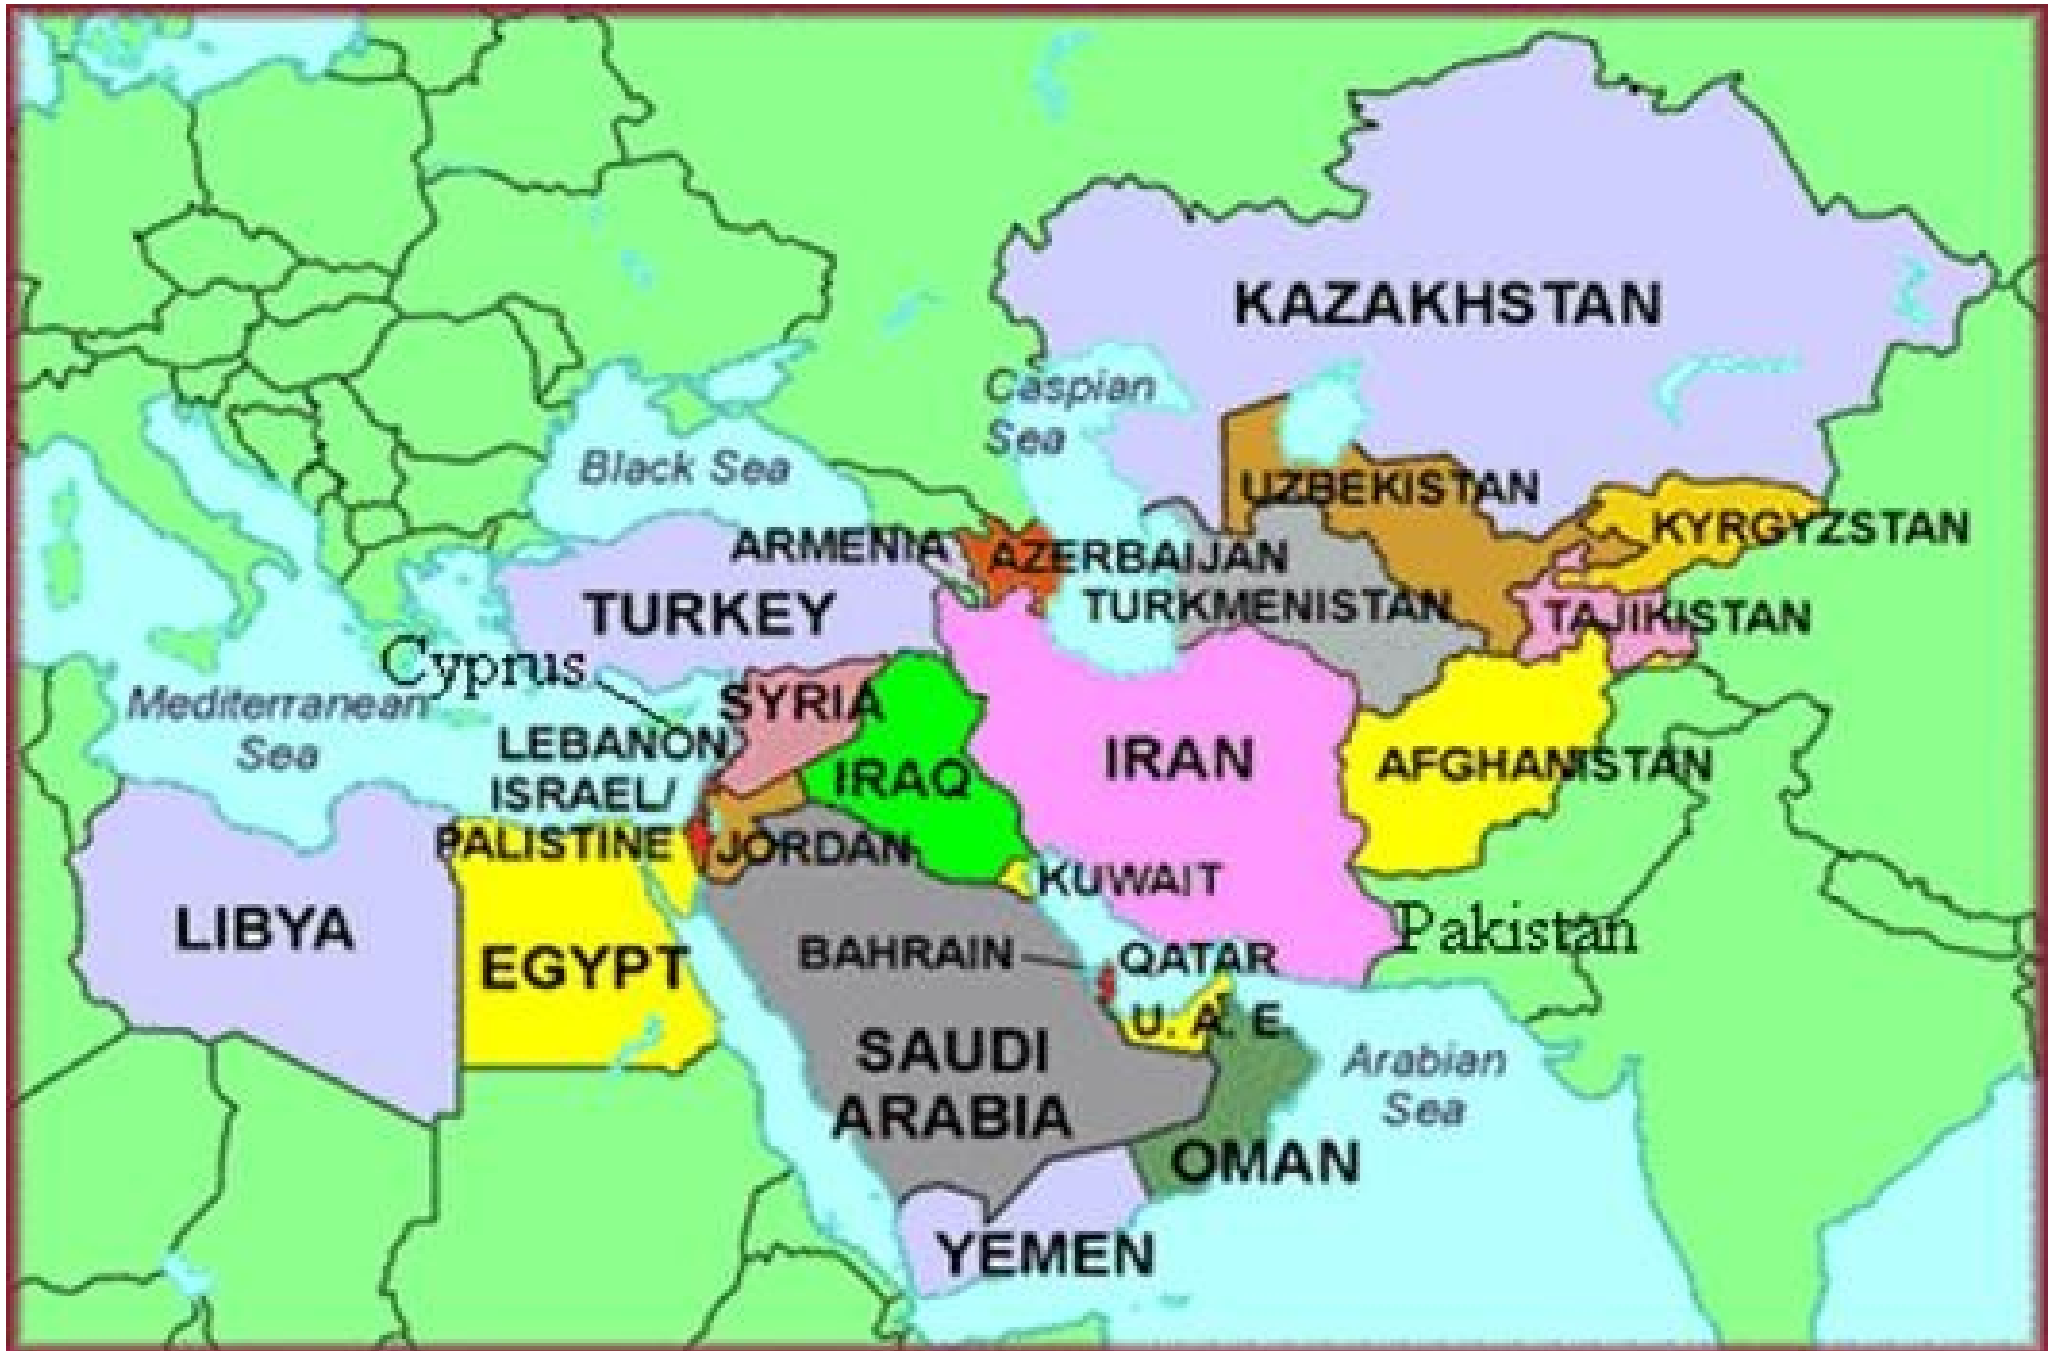 KAZAKHSTAN
Caspian
Sea
Black Sea
UZBEKISTAN
KYRGYZSTAN
ARMENIA
AZERBAIJAN
TURKEY
TURKMENISTAN
TAJIKISTAN
Cyprus
Mediterranean
Sea
SYRIA
LEBANON
IRAQ
IRAN
AFGHANISTAN
ISRAEL/
PALISTINE
JORDAN
KUWAIT
LIBYA
EGYPT
BAHRAIN
QATAR
Pakistan
U. A. E.
SAUDI
ARABIA
Arabian
Sea
OMAN
YEMEN